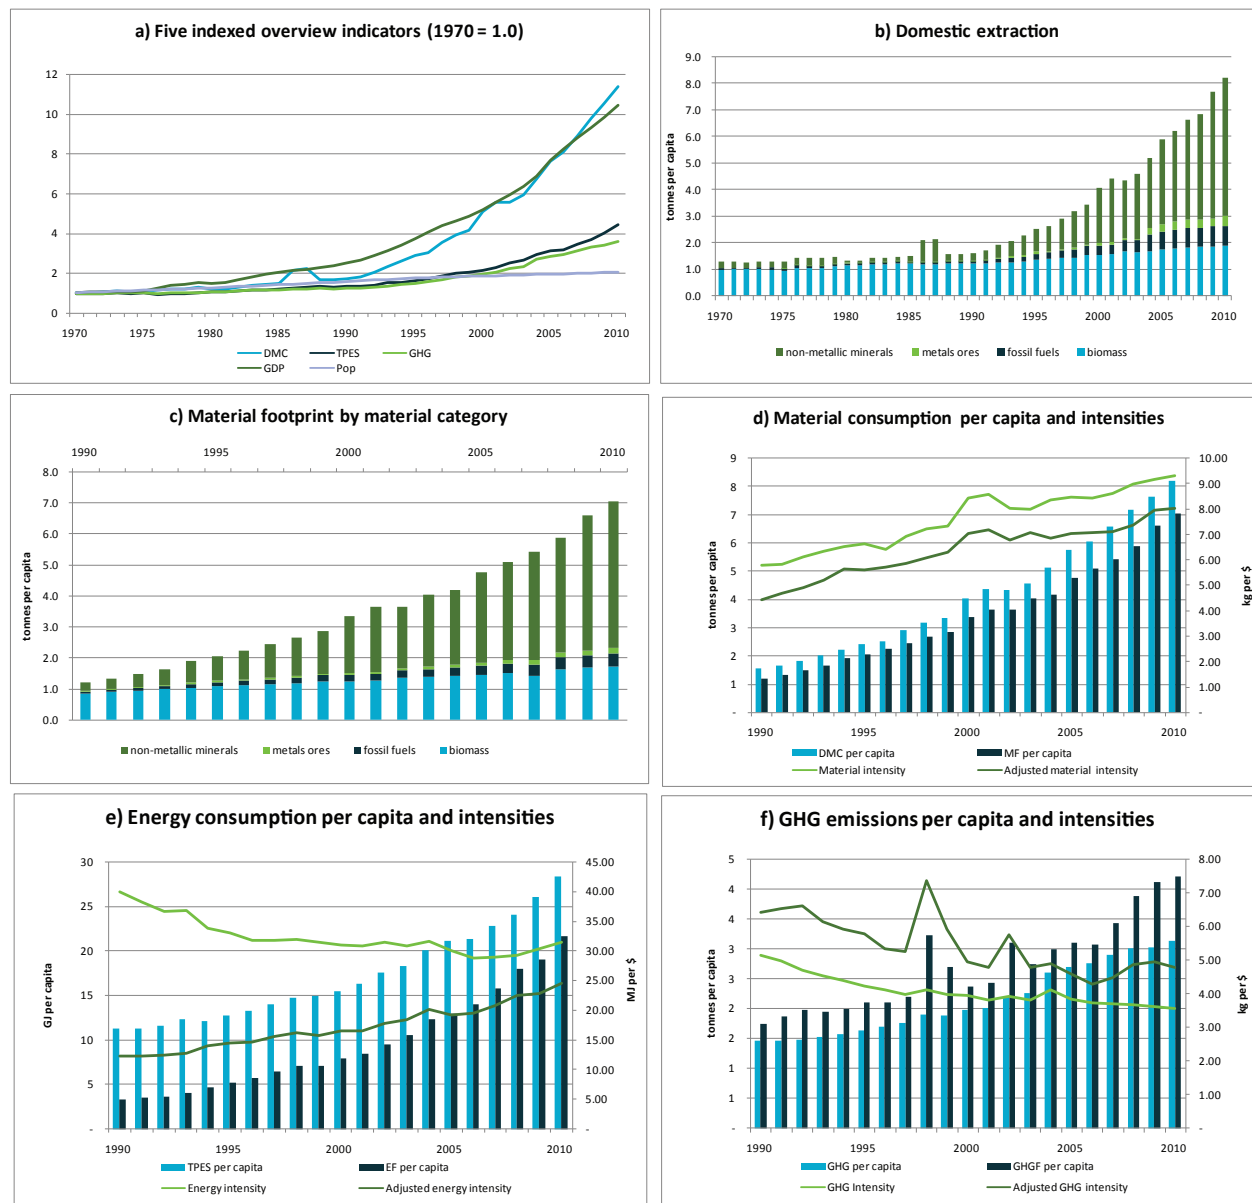 a) Five indexed overview indicators (1970 = 1.0)
12
10
8
6
4
2
0
1970 1975 1980 1985 1990 1995 2000 2005 2010
DMC TPES GHG
GDP Pop
b) Domestic extraction
tonnes per capita
9.0
8.0
7.0
6.0
5.0
4.0
3.0
2.0
1.0
0.0
1970 1975 1980 1985 1990 1995 2000 2005 2010
non-metallic minerals metals ores fossil fuels biomass
c) Material footprint by material category
1990 1995 2000 2005 2010
tonnes per capita
8.0
7.0
6.0
5.0
4.0
3.0
2.0
1.0
0.0
non-metallic minerals metals ores fossil fuels biomass
d) Material consumption per capita and intensities
tonnes per capita
9
8
7
6
5
4
3
2
1
-
10.00
9.00
8.00
7.00
6.00
5.00
4.00
3.00
2.00
1.00
-
kg per $
1990 1995 2000 2005 2010
DMC per capita MF per capita
Material intensity Adjusted material intensity
e) Energy consumption per capita and intensities
GJ per capita
30
25
20
15
10
5
-
45.00
40.00
35.00
30.00
25.00
20.00
15.00
10.00
5.00
-
MJ per $
1990 1995 2000 2005 2010
TPES per capita EF per capita
Energy intensity Adjusted energy intensity
f) GHG emissions per capita and intensities
tonnes per capita
5
4
4
3
3
2
2
1
1
-
8.00
7.00
6.00
5.00
4.00
3.00
2.00
1.00
-
kg per $
1990 1995 2000 2005 2010
GHG per capita GHGF per capita
GHG Intensity Adjusted GHG intensity